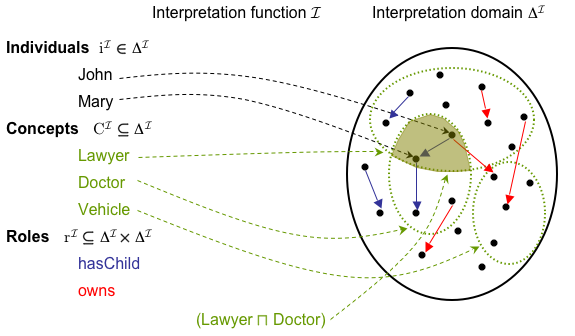 Interpretation function ℐ
Interpretation domain Δ^ℐ
Individuals i^ℐ ∈ Δ^ℐ
John
Mary
Concepts C^ℐ ⊆ Δ^ℐ
Lawyer
Doctor
Vehicle
Roles r^ℐ ⊆ Δ^ℐ × Δ^ℐ
hasChild
owns
(Lawyer ⊓ Doctor)